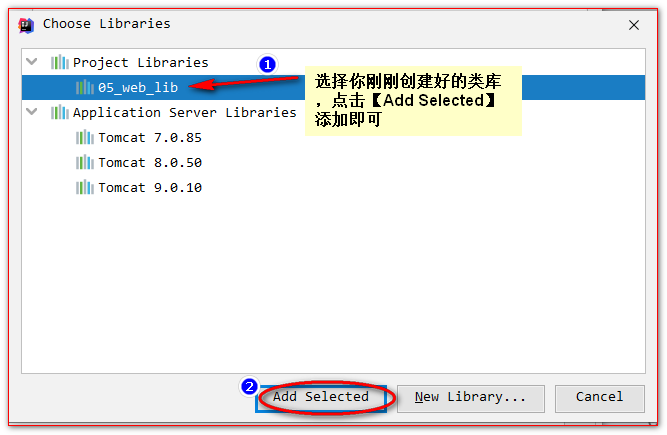 Choose Libraries
Project Libraries
1
05_web_lib
选择你刚刚创建好的类库
，点击【Add Selected】
添加即可
Application Server Libraries
Tomcat 7.0.85
Tomcat 8.0.50
Tomcat 9.0.10
2
Add Selected
New Library...
Cancel